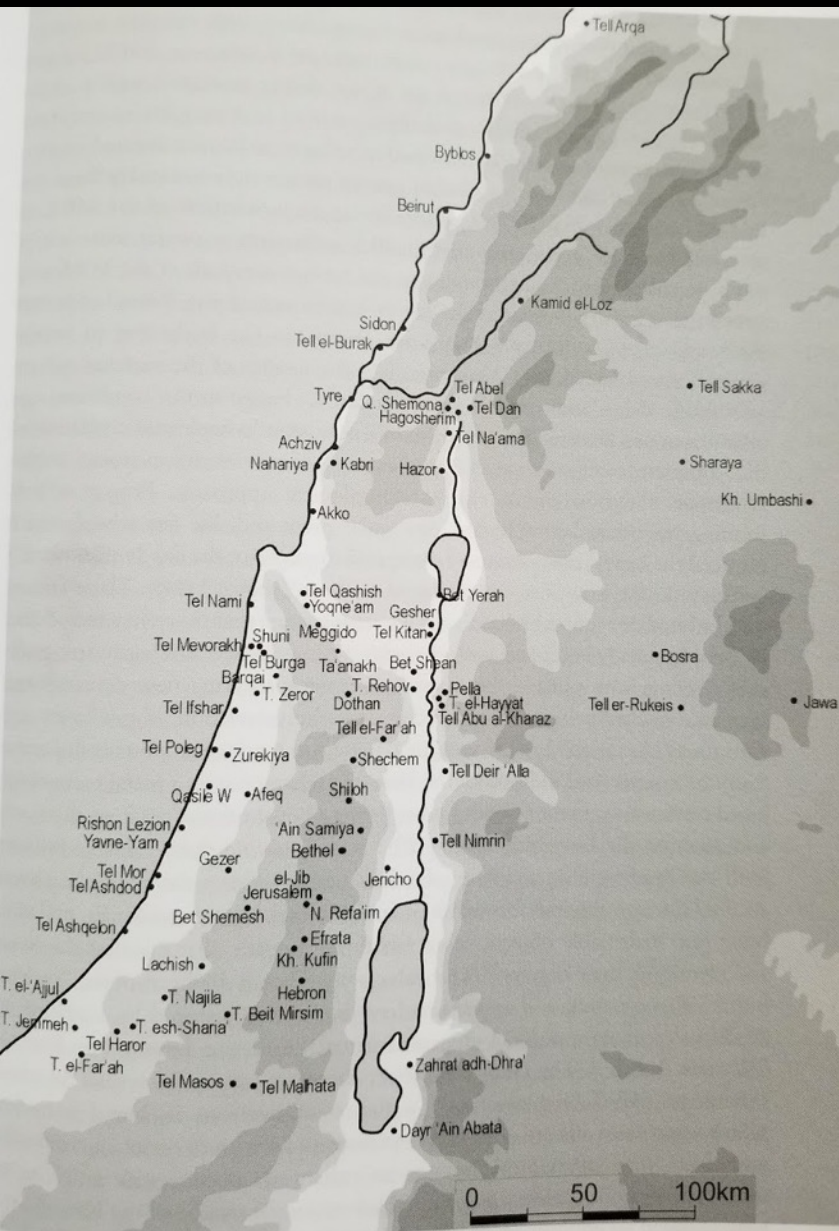 Tell Arqa
Byblos
Beirut
Kamid el-Loz
Sidon
Tell el-Burak
Tell Sakka
Tel Abel
Tyre
Q. Shemona
Tel Dan
Hagosherim
Tel Na'ama
Achziv
Nahariya
Kabri
Hazor
Sharaya
Kh. Umbashi
Akko
Tel Qashish
Bet Yerah
Tel Nami
Yoqne'am
Gesher
Meggido
Tel Kitan
Shuni
Tel Mevorakh
Tel Burga
Ta'anakh
Bet Shean
Bosra
Barqai
T. Zeror
T. Rehov
Pella
Dothan
T. el-Hayyat
Tell er-Rukeis
Jawa
Tel Ifshar
Tell Abu al-Kharaz
Tell el-Far'ah
Tel Poleg
Zurekiya
Shechem
Tell Deir 'Alla
Qasile W
Afeq
Shiloh
Rishon Lezion
'Ain Samiya
Yavne-Yam
Bethel
Tell Nimrin
Gezer
Tel Mor
el-Jib
Jericho
Tel Ashdod
Jerusalem
Bet Shemesh
N. Refa'im
Tel Ashqelon
Efrata
Kh. Kufin
Lachish
T. el-'Ajjul
T. Najila
Hebron
T. Jemmeh
T. esh-Sharia'
T. Beit Mirsim
Tel Haror
T. el-Far'ah
Zahrat adh-Dhra'
Tel Masos
Tel Malhata
Dayr 'Ain Abata
0 50 100km